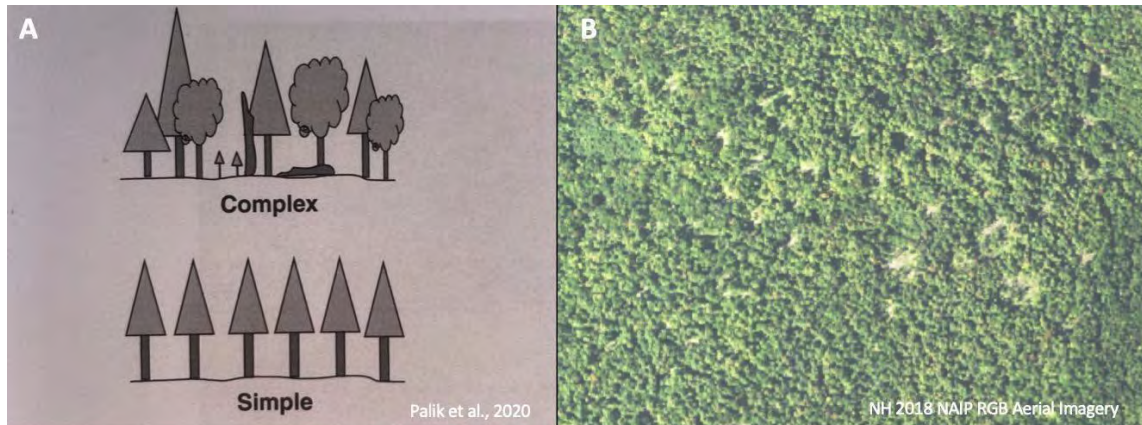 A
Complex
Simple
Palik et al., 2020
B
NH 2018 NAIP RGB Aerial Imagery